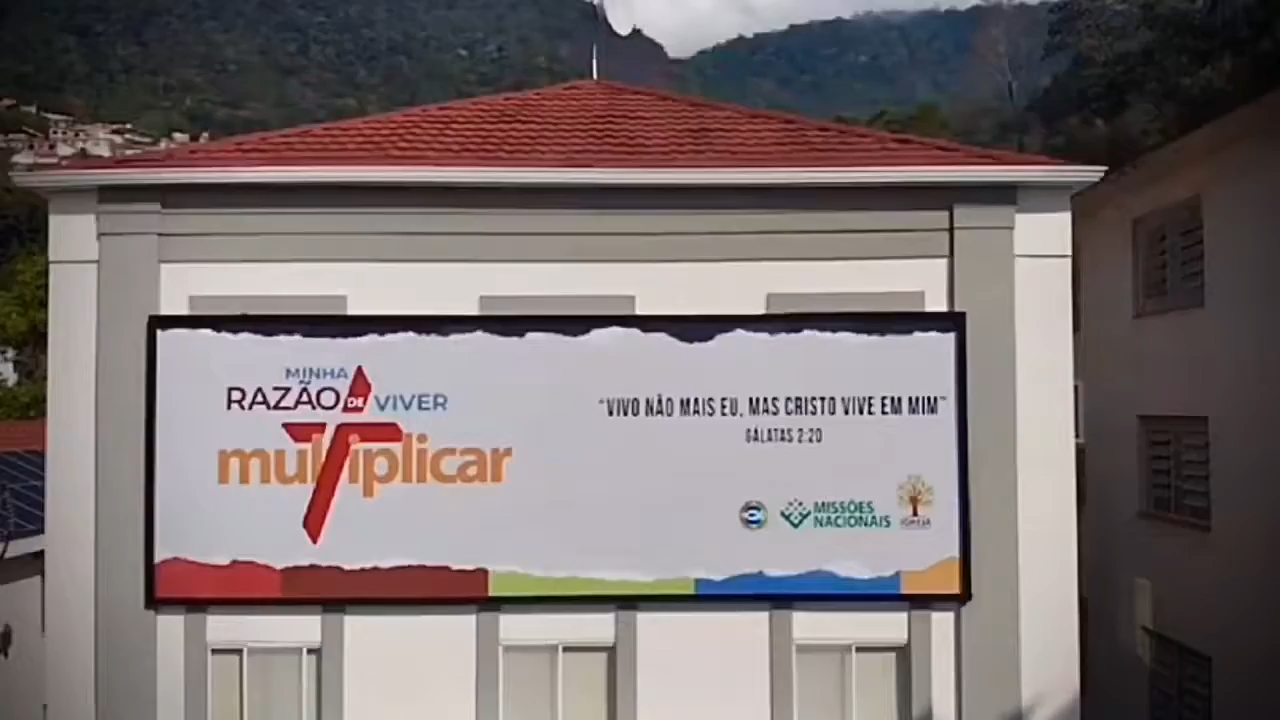 MINHA
RAZÃO DE VIVER
multiplicar
"VIVO NÃO MAIS EU, MAS CRISTO VIVE EM MIM"
GÁLATAS 2:20
MISSÕES
NACIONAIS
IGREJA